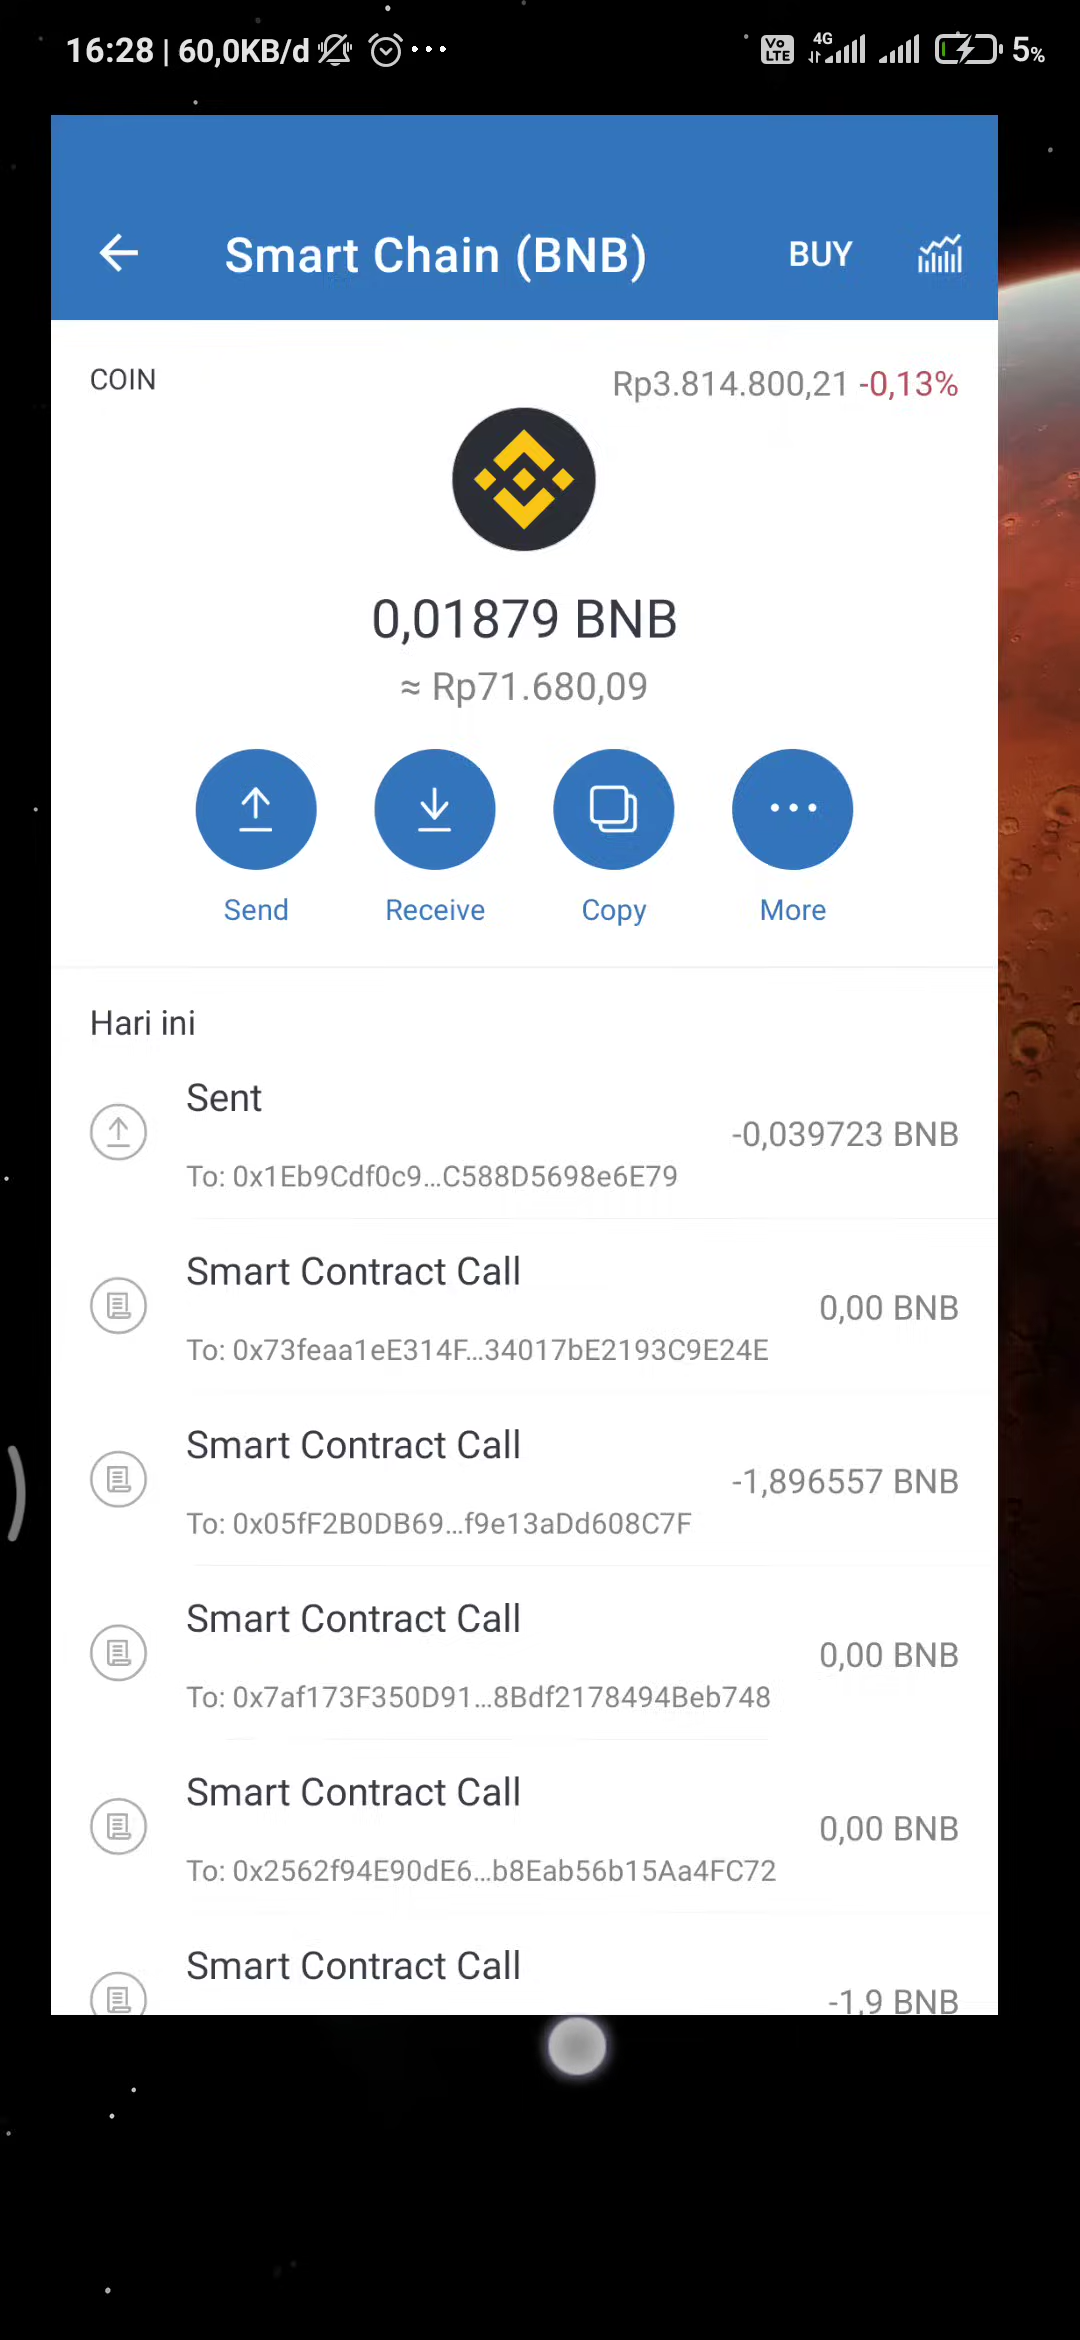 16:28 | 60,0KB/d
Vo LTE 4G 5%
Smart Chain (BNB) BUY
COIN Rp3.814.800,21 -0,13%
0,01879 BNB
≈ Rp71.680,09
Send Receive Copy More
Hari ini
Sent
-0,039723 BNB
To: 0x1Eb9Cdf0c9...C588D5698e6E79
Smart Contract Call
0,00 BNB
To: 0x73feaa1eE314F...34017bE2193C9E24E
Smart Contract Call
-1,896557 BNB
To: 0x05fF2B0DB69...f9e13aDd608C7F
Smart Contract Call
0,00 BNB
To: 0x7af173F350D91...8Bdf2178494Beb748
Smart Contract Call
0,00 BNB
To: 0x2562f94E90dE6...b8Eab56b15Aa4FC72
Smart Contract Call
-1,9 BNB